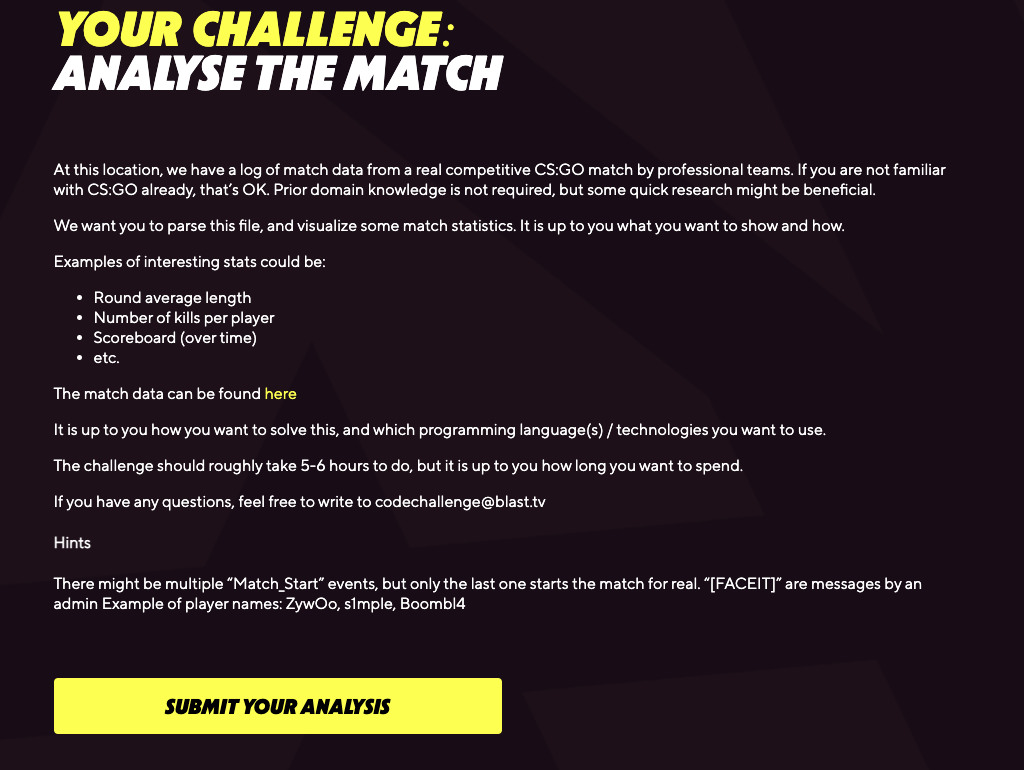 YOUR CHALLENGE:
ANALYSE THE MATCH
At this location, we have a log of match data from a real competitive CS:GO match by professional teams. If you are not familiar
with CS:GO already, that’s OK. Prior domain knowledge is not required, but some quick research might be beneficial.
We want you to parse this file, and visualize some match statistics. It is up to you what you want to show and how.
Examples of interesting stats could be:
• Round average length
• Number of kills per player
• Scoreboard (over time)
• etc.
The match data can be found here
It is up to you how you want to solve this, and which programming language(s) / technologies you want to use.
The challenge should roughly take 5-6 hours to do, but it is up to you how long you want to spend.
If you have any questions, feel free to write to codechallenge@blast.tv
Hints
There might be multiple “Match_Start” events, but only the last one starts the match for real. “[FACEIT]” are messages by an
admin Example of player names: ZywOo, s1mple, Boombl4
SUBMIT YOUR ANALYSIS